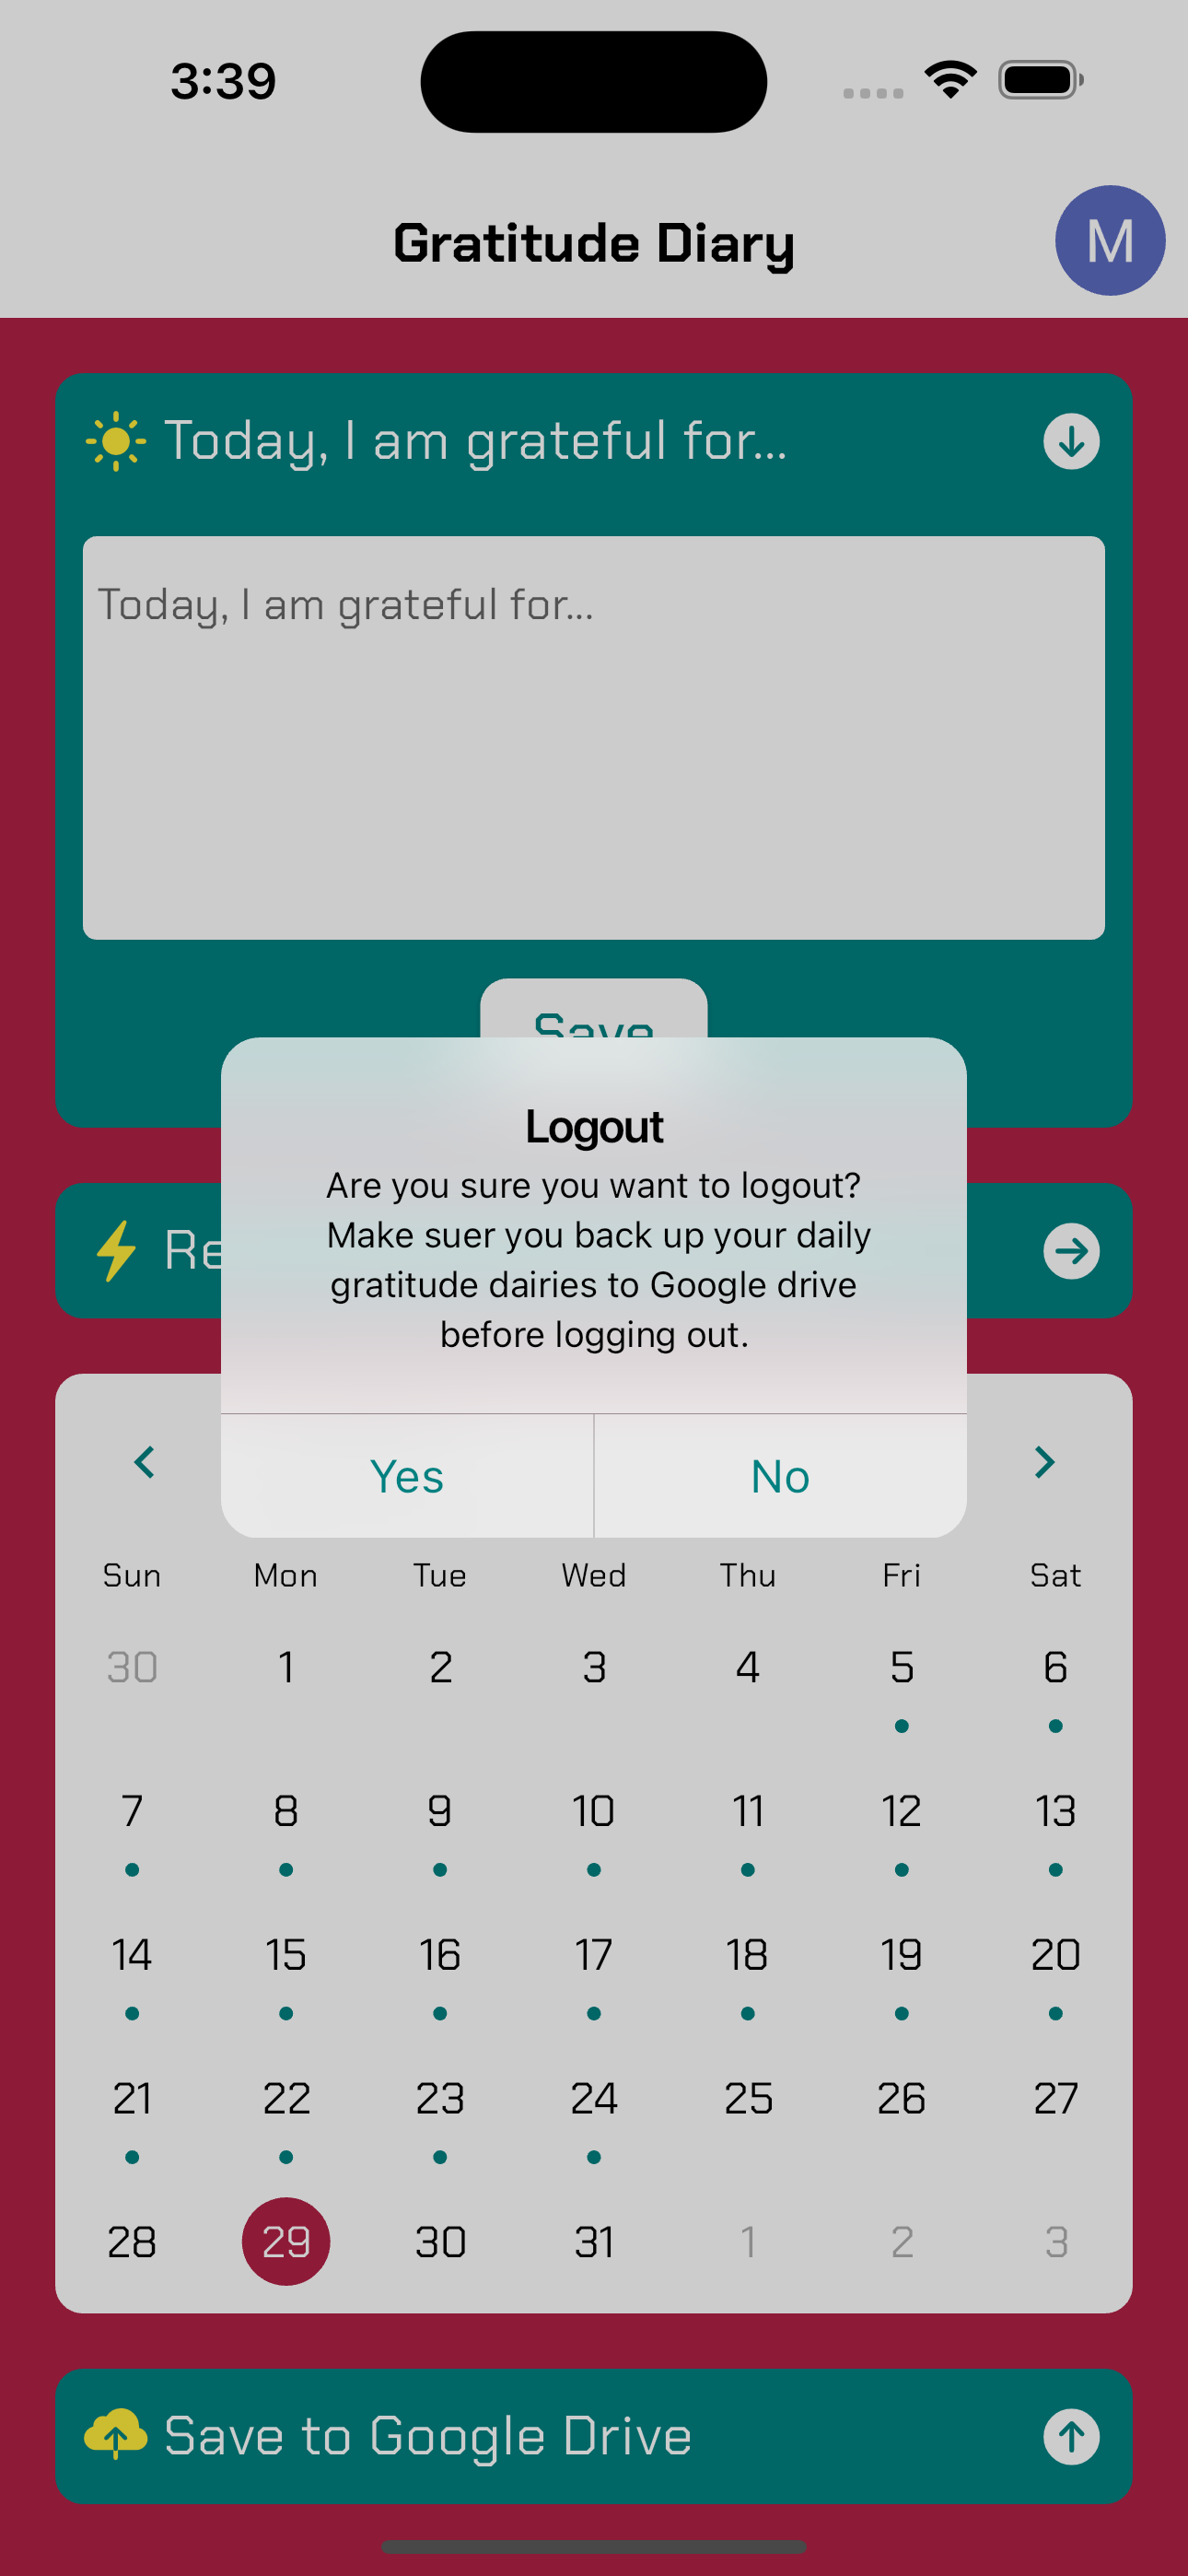 3:39
Gratitude Diary
M
Today, I am grateful for...
Today, I am grateful for...
Save
Logout
Are you sure you want to logout?
Make suer you back up your daily
gratitude dairies to Google drive
before logging out.
Yes
No
Sun Mon Tue Wed Thu Fri Sat
30 1 2 3 4 5 6
7 8 9 10 11 12 13
14 15 16 17 18 19 20
21 22 23 24 25 26 27
28 29 30 31 1 2 3
Save to Google Drive